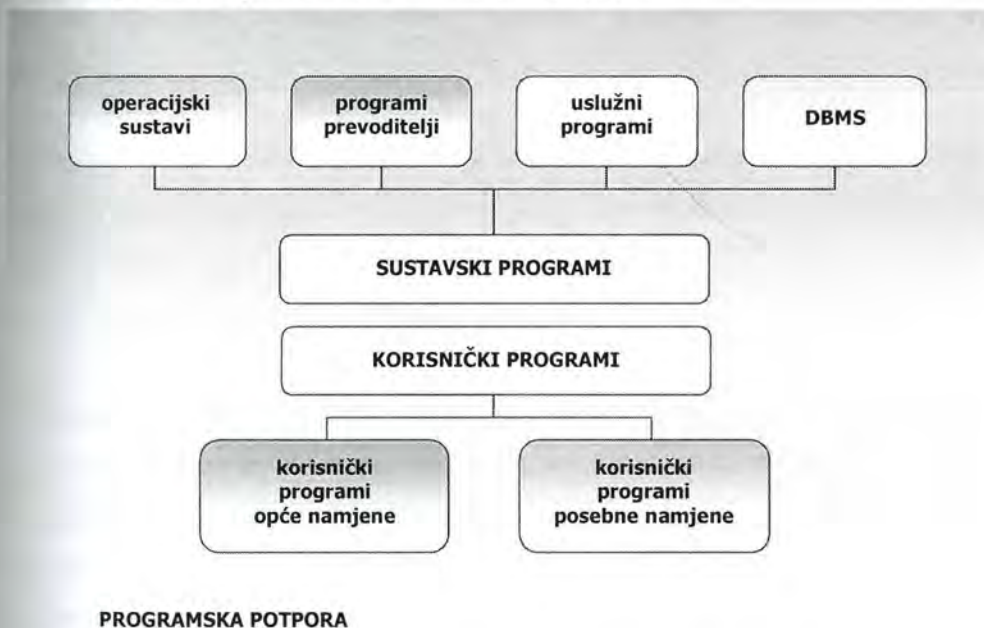 operacijski
sustavi
programi
prevoditelji
uslužni
programi
DBMS
SUSTAVSKI PROGRAMI
KORISNIČKI PROGRAMI
korisnički
programi
opće namjene
korisnički
programi
posebne namjene
PROGRAMSKA POTPORA